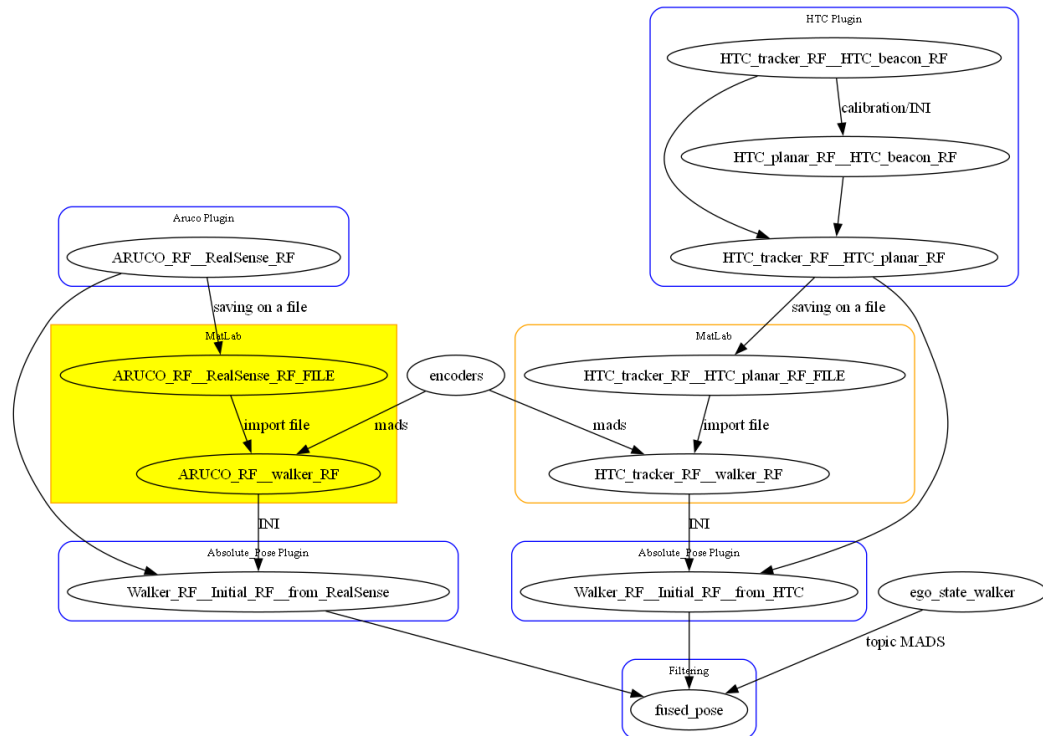 HTC Plugin
HTC_tracker_RF__HTC_beacon_RF
calibration/INI
HTC_planar_RF__HTC_beacon_RF
Aruco Plugin
ARUCO_RF__RealSense_RF
HTC_tracker_RF__HTC_planar_RF
saving on a file
saving on a file
MatLab
MatLab
ARUCO_RF__RealSense_RF_FILE
encoders
HTC_tracker_RF__HTC_planar_RF_FILE
import file
mads
mads
import file
ARUCO_RF__walker_RF
HTC_tracker_RF__walker_RF
INI
INI
Absolute_Pose Plugin
Absolute_Pose Plugin
Walker_RF__Initial_RF__from_RealSense
Walker_RF__Initial_RF__from_HTC
ego_state_walker
topic MADS
Filtering
fused_pose